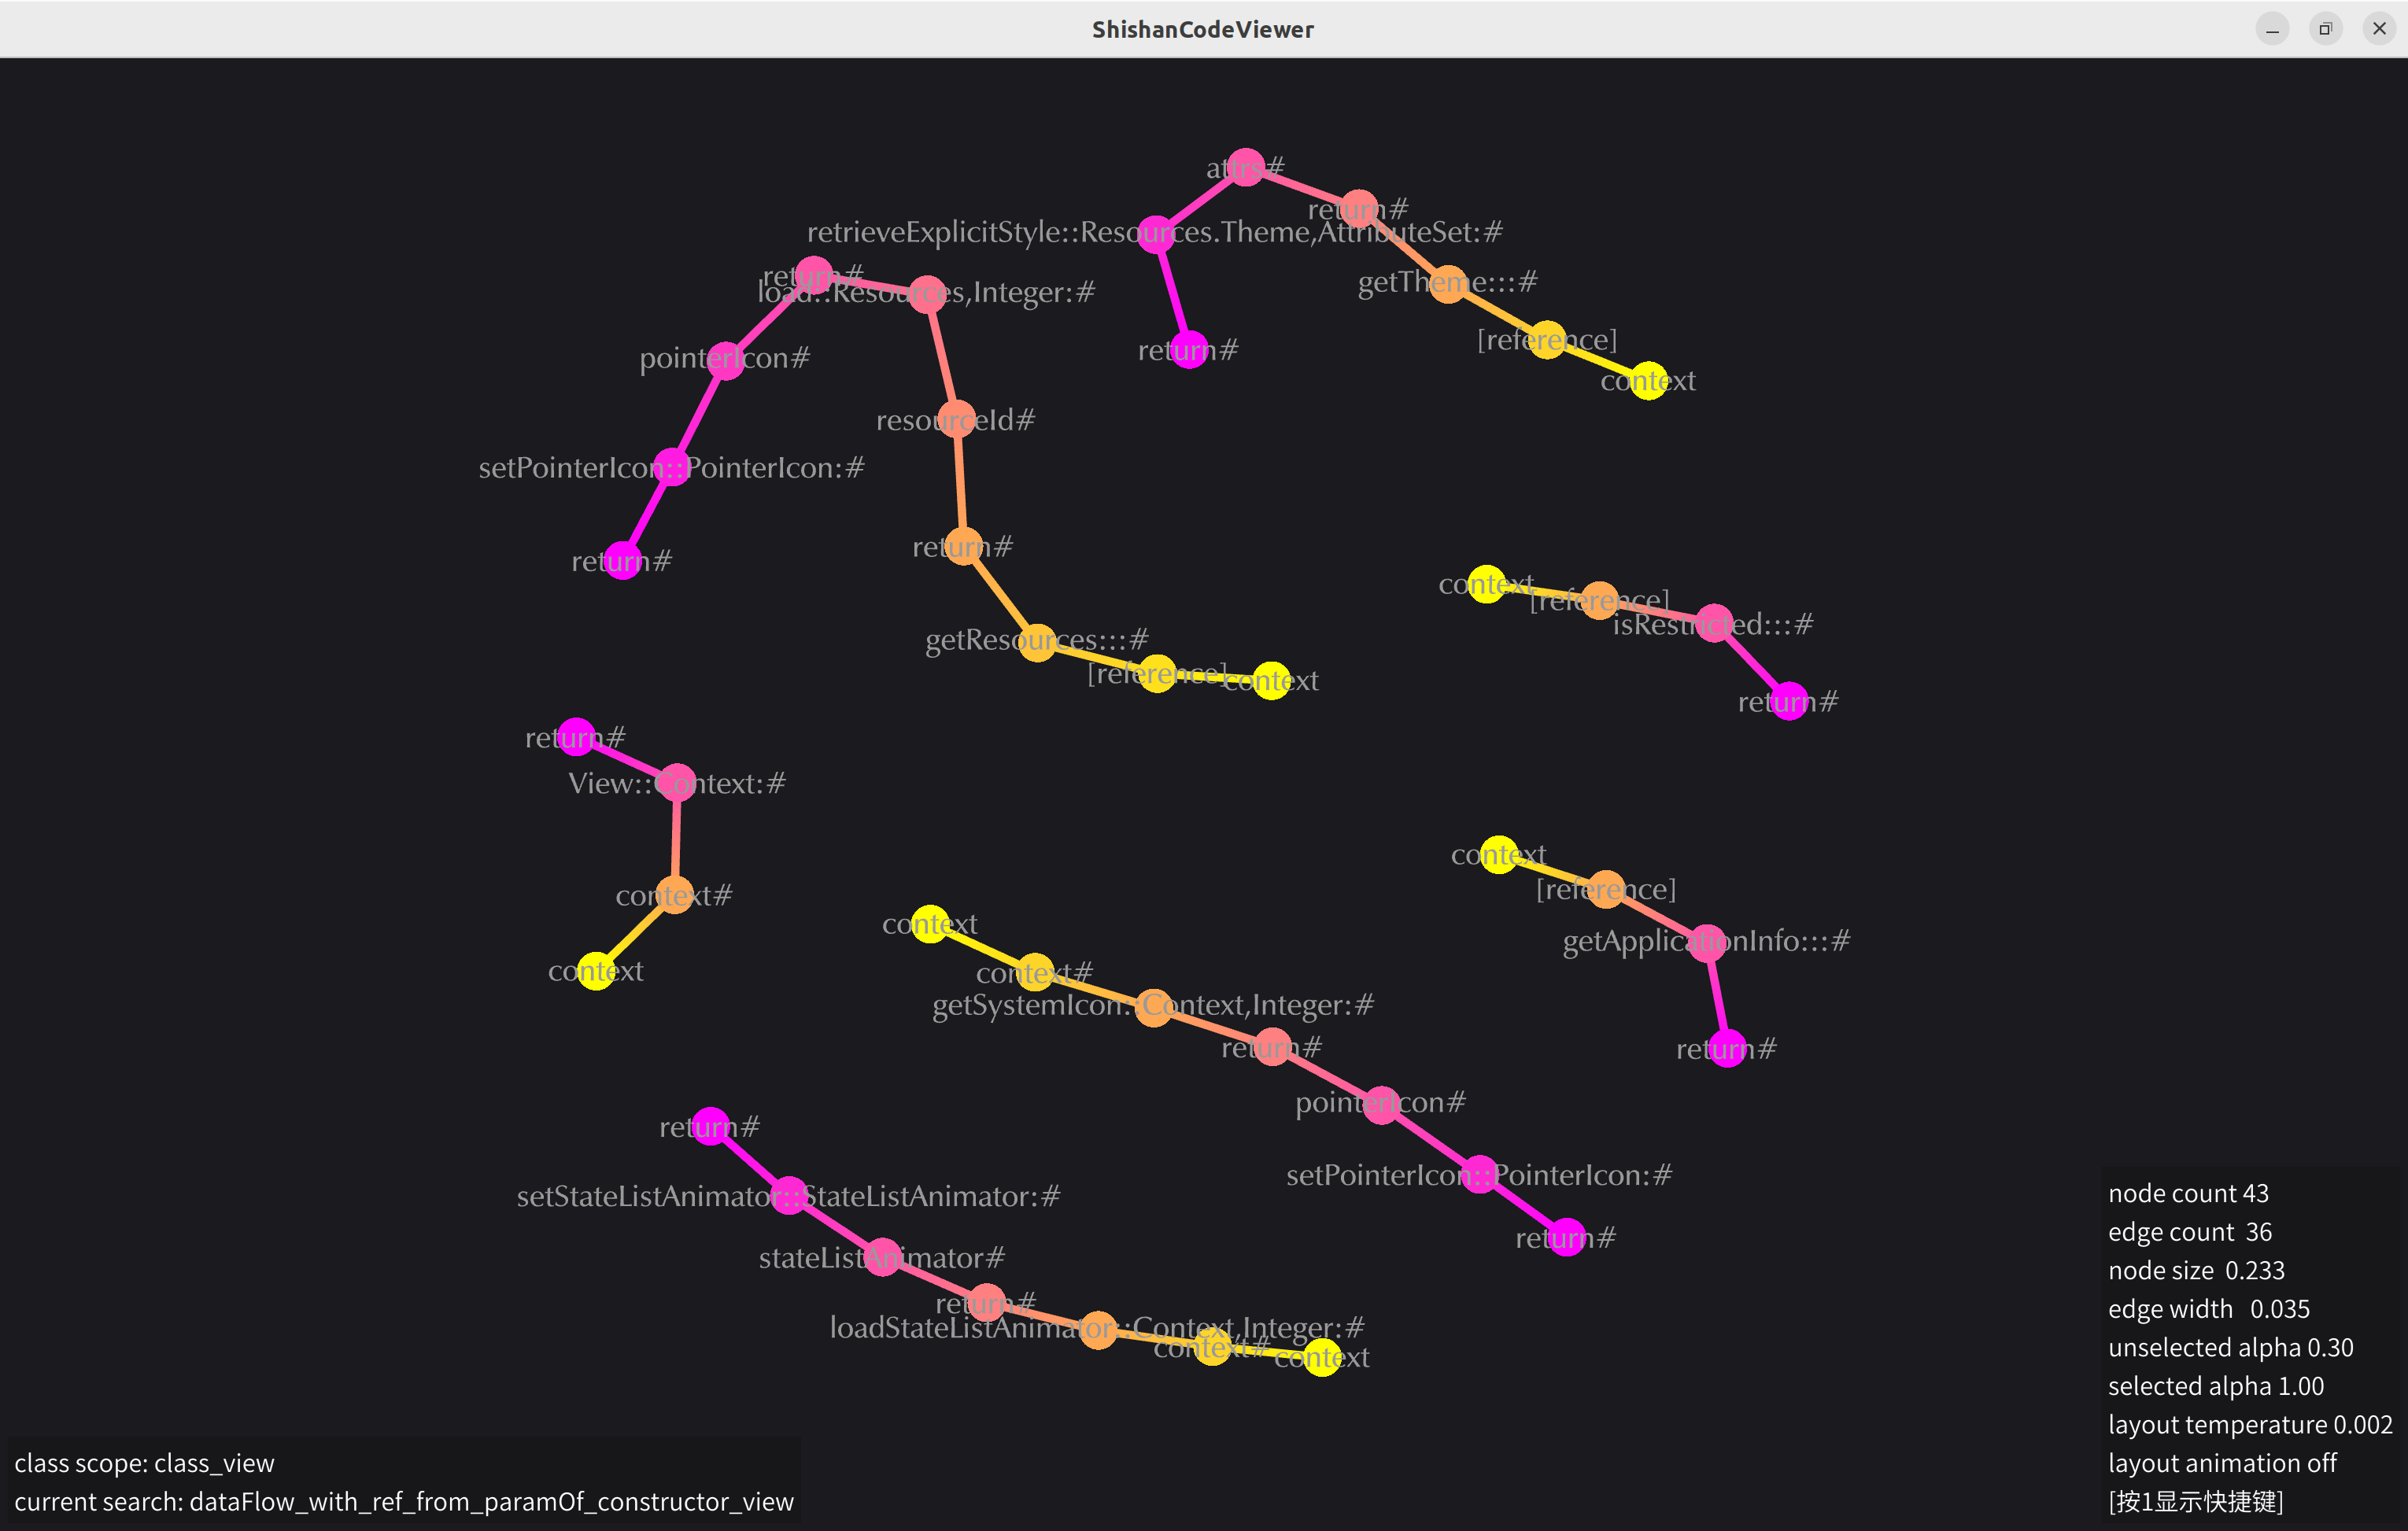 ShishanCodeViewer
attrs#
return#
retrieveExplicitStyle::Resources.Theme,AttributeSet:#
return#
load::Resources,Integer:#
getTheme:::#
[reference]
return#
pointerIcon#
context
resourceId#
setPointerIcon::PointerIcon:#
return#
return#
context
[reference]
isRestricted:::#
getResources:::#
[reference]
context
return#
return#
View::Context:#
context
context#
[reference]
context
getApplicationInfo:::#
context
context#
getSystemIcon::Context,Integer:#
return#
return#
pointerIcon#
return#
setPointerIcon::PointerIcon:#
setStateListAnimator::StateListAnimator:#
return#
stateListAnimator#
return#
loadStateListAnimator::Context,Integer:#
context#
context
node count 43
edge count 36
node size 0.233
edge width 0.035
unselected alpha 0.30
selected alpha 1.00
layout temperature 0.002
layout animation off
[按1显示快捷键]
class scope: class_view
current search: dataFlow_with_ref_from_paramOf_constructor_view